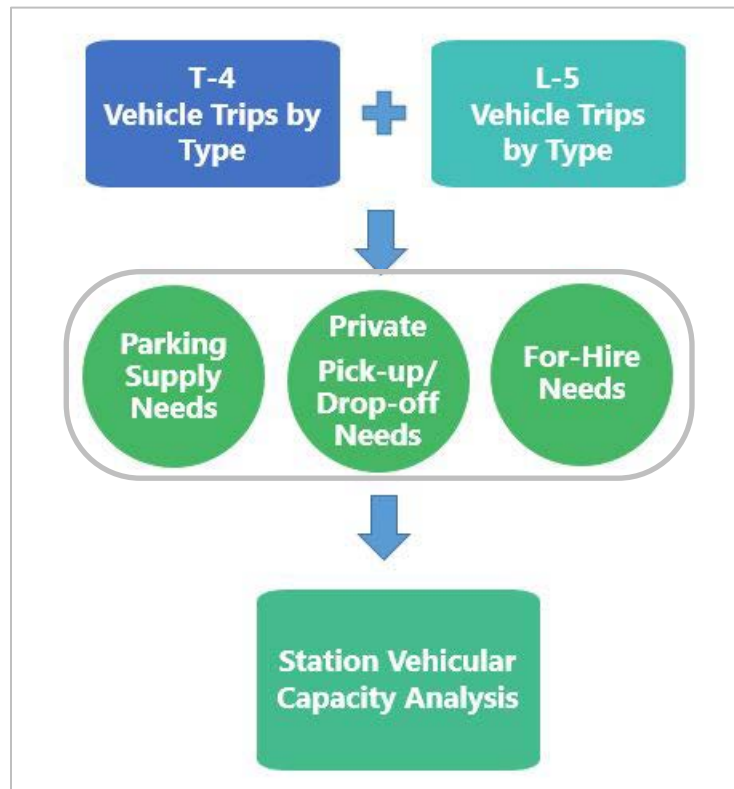 T-4
Vehicle Trips by
Type
L-5
Vehicle Trips
by Type
Parking
Supply
Needs
Private
Pick-up/
Drop-off
Needs
For-Hire
Needs
Station Vehicular
Capacity Analysis